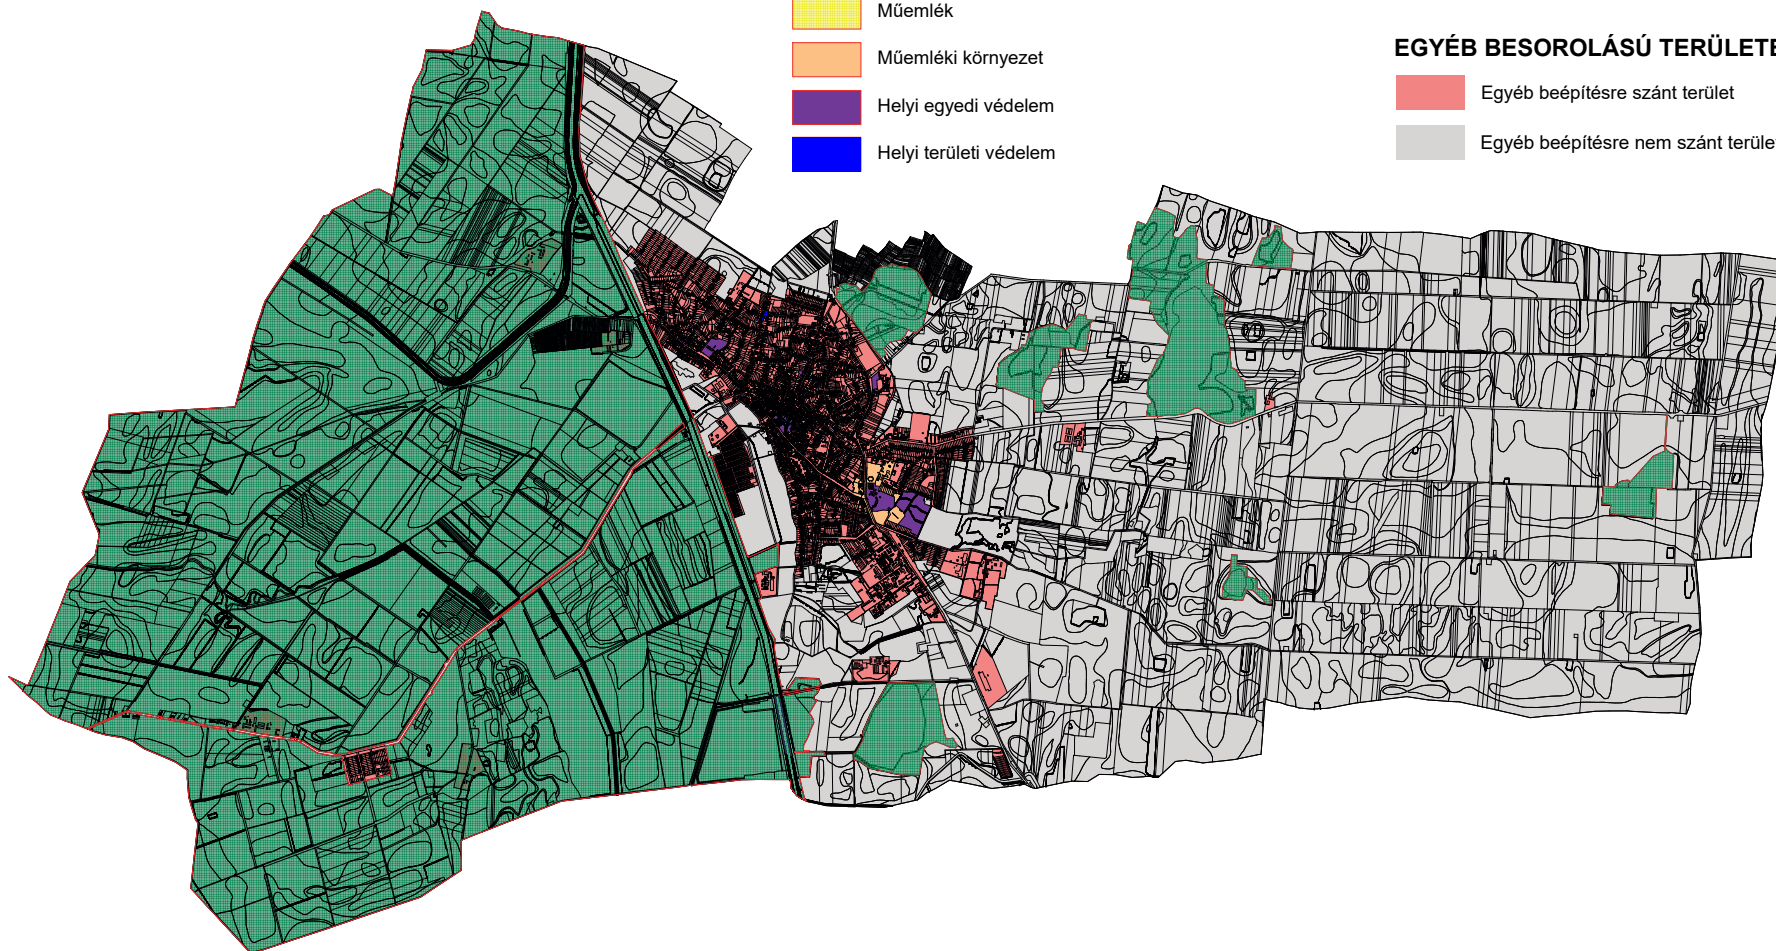 Műemlék
Műemléki környezet
Helyi egyedi védelem
Helyi területi védelem
EGYÉB BESOROLÁSÚ TERÜLETE
Egyéb beépítésre szánt terület
Egyéb beépítésre nem szánt terüle